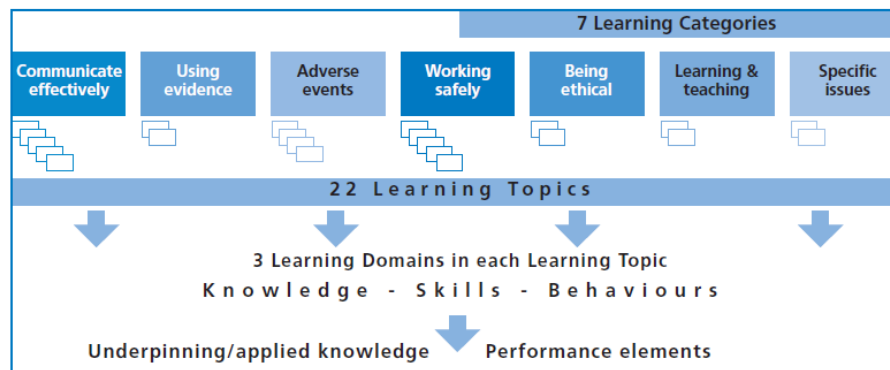 7 Learning Categories
Communicate
effectively
Using
evidence
Adverse
events
Working
safely
Being
ethical
Learning &
teaching
Specific
issues
22 Learning Topics
3 Learning Domains in each Learning Topic
Knowledge - Skills - Behaviours
Underpinning/applied knowledge
Performance elements